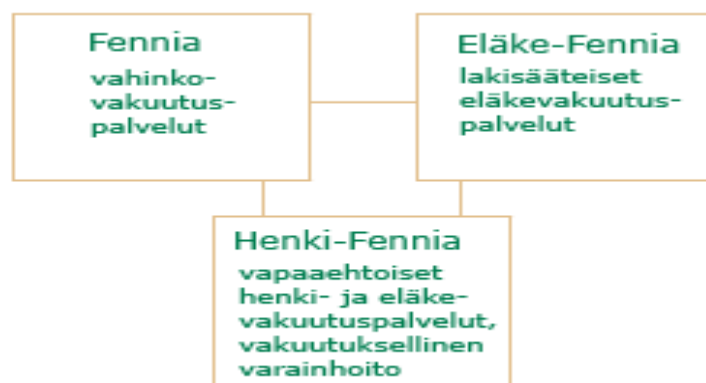 Fennia
vahinko-
vakuutus-
palvelut
Eläke-Fennia
lakisääteiset
eläkevakuutus-
palvelut
Henki-Fennia
vapaaehtoiset
henki- ja eläke-
vakuutuspalvelut,
vakuutuksellinen
varainhoito